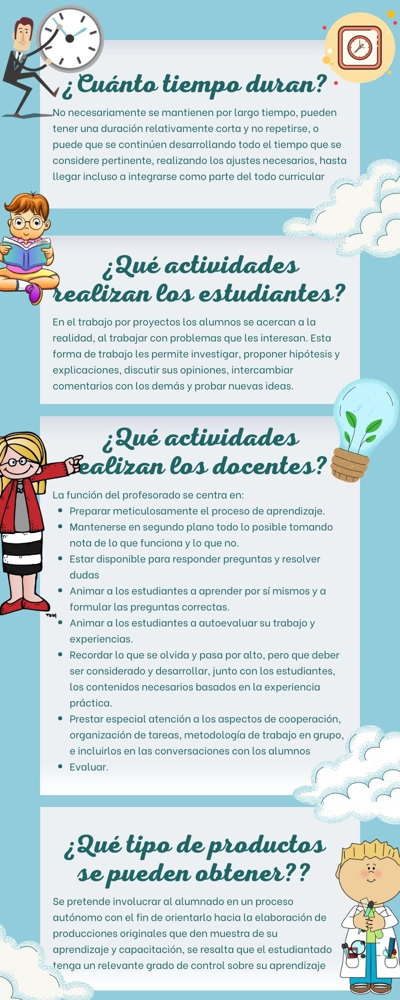 ¿Cuánto tiempo duran?
No necesariamente se mantienen por largo tiempo, pueden
tener una duración relativamente corta y no repetirse, o
puede que se continúen desarrollando todo el tiempo que se
considere pertinente, realizando los ajustes necesarios, hasta
llegar incluso a integrarse como parte del todo curricular
¿Qué actividades
realizan los estudiantes?
En el trabajo por proyectos los alumnos se acercan a la
realidad, al trabajar con problemas que les interesan. Esta
forma de trabajo les permite investigar, proponer hipótesis y
explicaciones, discutir sus opiniones, intercambiar
comentarios con los demás y probar nuevas ideas.
¿Qué actividades
ealizan los docentes?
La función del profesorado se centra en:
• Preparar meticulosamente el proceso de aprendizaje.
• Mantenerse en segundo plano todo lo posible tomando
nota de lo que funciona y lo que no.
• Estar disponible para responder preguntas y resolver
dudas
• Animar a los estudiantes a aprender por sí mismos y a
formular las preguntas correctas.
• Animar a los estudiantes a autoevaluar su trabajo y
experiencias.
• Recordar lo que se olvida y pasa por alto, pero que deber
ser considerado y desarrollar, junto con los estudiantes,
los contenidos necesarios basados en la experiencia
práctica.
• Prestar especial atención a los aspectos de cooperación,
organización de tareas, metodología de trabajo en grupo,
e incluirlos en las conversaciones con los alumnos
• Evaluar.
¿Qué tipo de productos
se pueden obtener??
Se pretende involucrar al alumnado en un proceso
autónomo con el fin de orientarlo hacia la elaboración de
producciones originales que den muestra de su
aprendizaje y capacitación, se resalta que el estudiantado
tenga un relevante grado de control sobre su aprendizaje